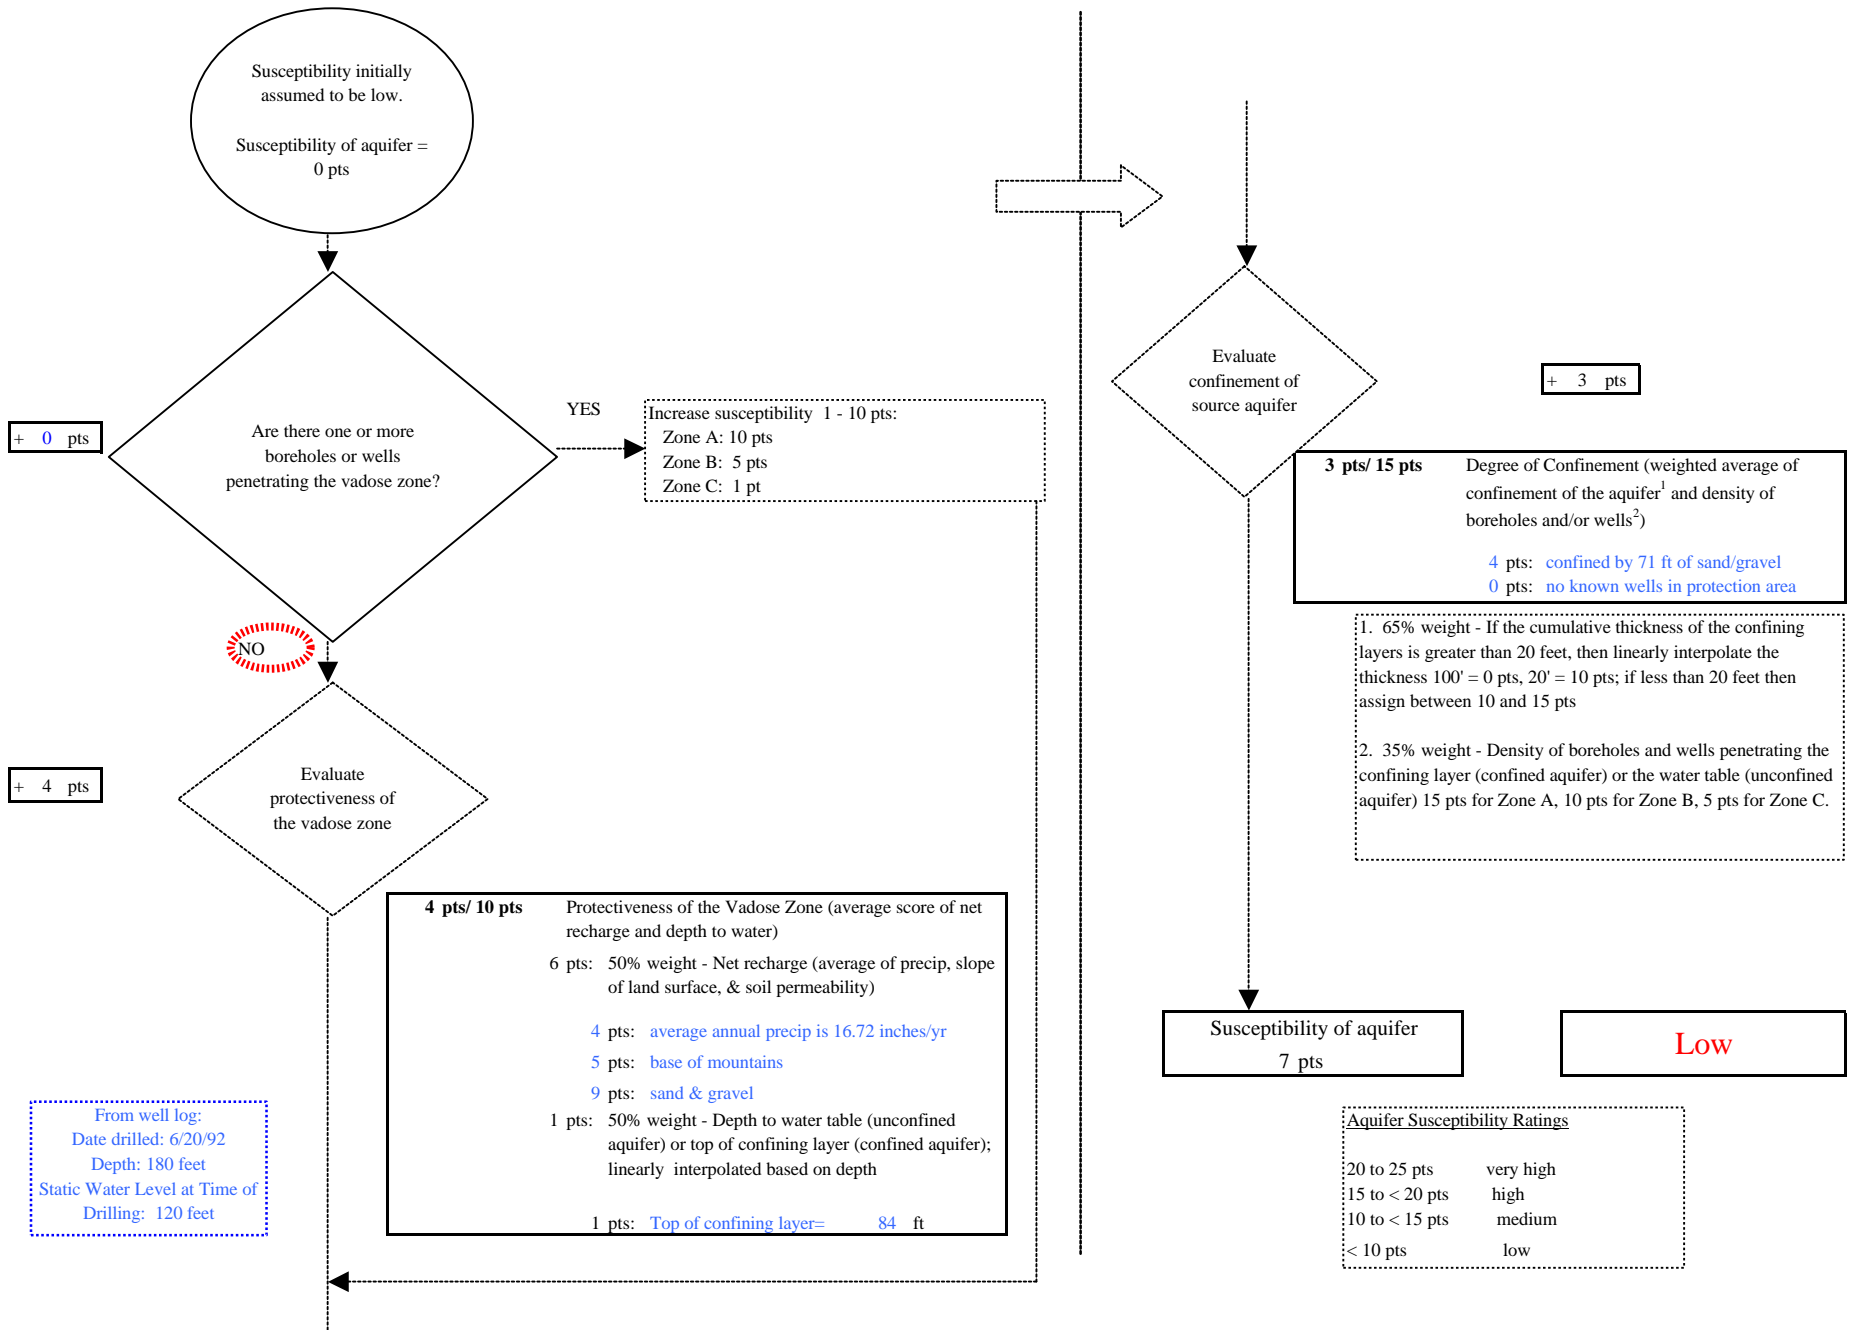 Susceptibility initially
assumed to be low.
Susceptibility of aquifer =
0 pts
+ 0 pts
Are there one or more
boreholes or wells
penetrating the vadose zone?
YES
Increase susceptibility 1 - 10 pts:
Zone A: 10 pts
Zone B: 5 pts
Zone C: 1 pt
NO
+ 4 pts
Evaluate
protectiveness of
the vadose zone
4 pts/ 10 pts Protectiveness of the Vadose Zone (average score of net
recharge and depth to water)
6 pts: 50% weight - Net recharge (average of precip, slope
of land surface, & soil permeability)
4 pts: average annual precip is 16.72 inches/yr
5 pts: base of mountains
9 pts: sand & gravel
1 pts: 50% weight - Depth to water table (unconfined
aquifer) or top of confining layer (confined aquifer);
linearly interpolated based on depth
1 pts: Top of confining layer= 84 ft
From well log:
Date drilled: 6/20/92
Depth: 180 feet
Static Water Level at Time of
Drilling: 120 feet
Evaluate
confinement of
source aquifer
+ 3 pts
3 pts/ 15 pts Degree of Confinement (weighted average of
confinement of the aquifer1 and density of
boreholes and/or wells2)
4 pts: confined by 71 ft of sand/gravel
0 pts: no known wells in protection area
1. 65% weight - If the cumulative thickness of the confining
layers is greater than 20 feet, then linearly interpolate the
thickness 100' = 0 pts, 20' = 10 pts; if less than 20 feet then
assign between 10 and 15 pts
2. 35% weight - Density of boreholes and wells penetrating the
confining layer (confined aquifer) or the water table (unconfined
aquifer) 15 pts for Zone A, 10 pts for Zone B, 5 pts for Zone C.
Susceptibility of aquifer
7 pts
Low
Aquifer Susceptibility Ratings
20 to 25 pts very high
15 to < 20 pts high
10 to < 15 pts medium
< 10 pts low